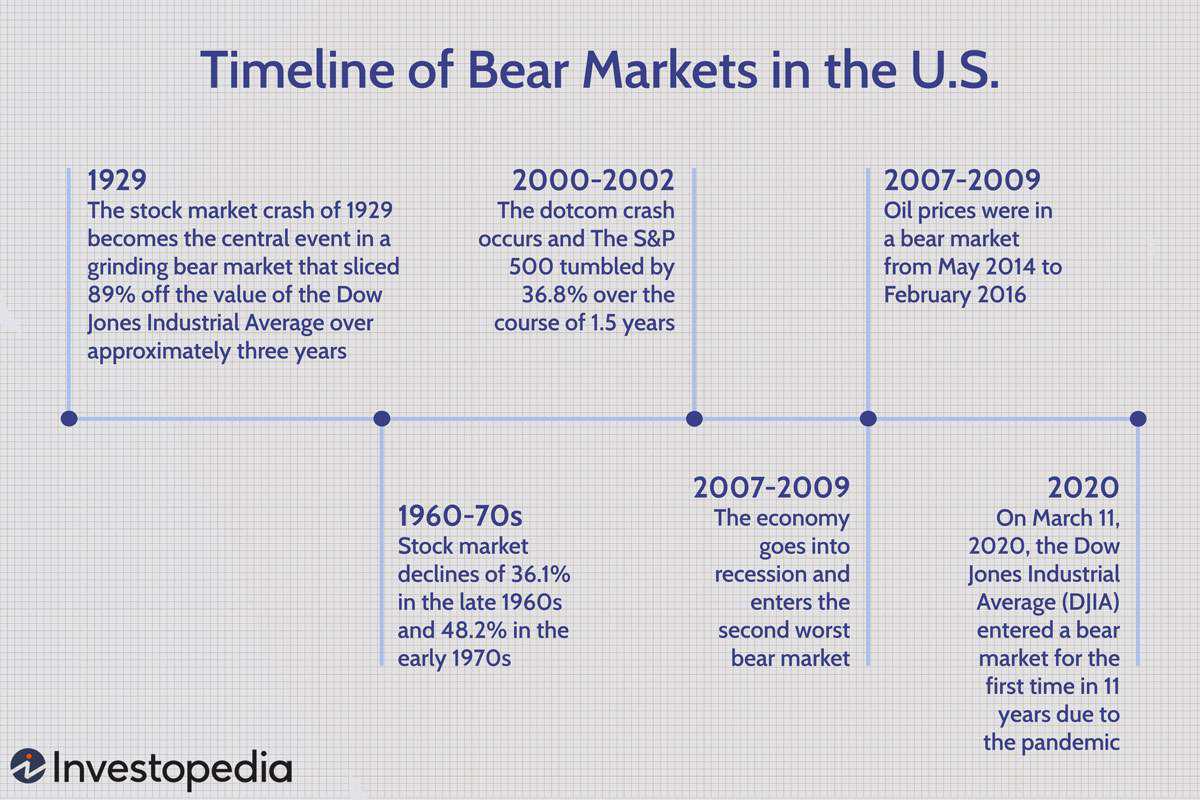 Timeline of Bear Markets in the U.S.
1929
The stock market crash of 1929
becomes the central event in a
grinding bear market that sliced
89% off the value of the Dow
Jones Industrial Average over
approximately three years
1960-70s
Stock market
declines of 36.1%
in the late 1960s
and 48.2% in the
early 1970s
2000-2002
The dotcom crash
occurs and The S&P
500 tumbled by
36.8% over the
course of 1.5 years
2007-2009
The economy
goes into
recession and
enters the
second worst
bear market
2007-2009
Oil prices were in
a bear market
from May 2014 to
February 2016
2020
On March 11,
2020, the Dow
Jones Industrial
Average (DJIA)
entered a bear
market for the
first time in 11
years due to
the pandemic
Investopedia